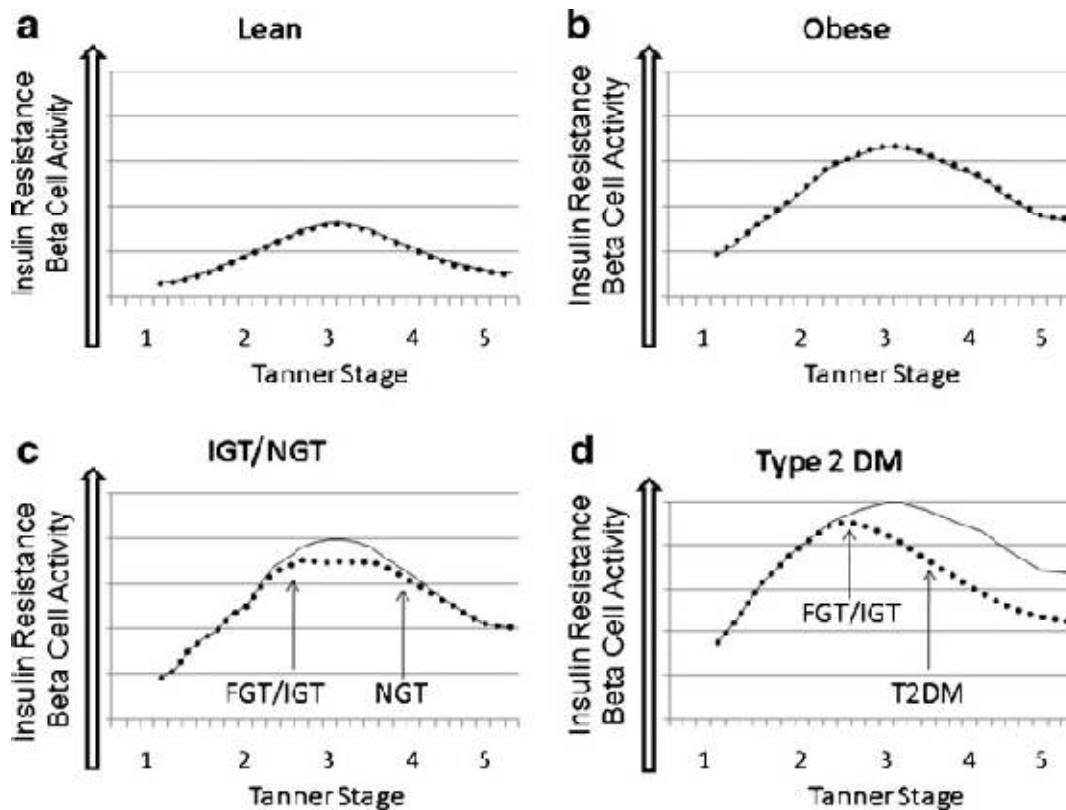 a
Lean
Insulin Resistance
Beta Cell Activity
1 2 3 4 5
Tanner Stage
b
Obese
Insulin Resistance
Beta Cell Activity
1 2 3 4 5
Tanner Stage
c
IGT/NGT
Insulin Resistance
Beta Cell Activity
FGT/IGT NGT
1 2 3 4 5
Tanner Stage
d
Type 2 DM
Insulin Resistance
Beta Cell Activity
FGT/IGT
T2DM
1 2 3 4 5
Tanner Stage